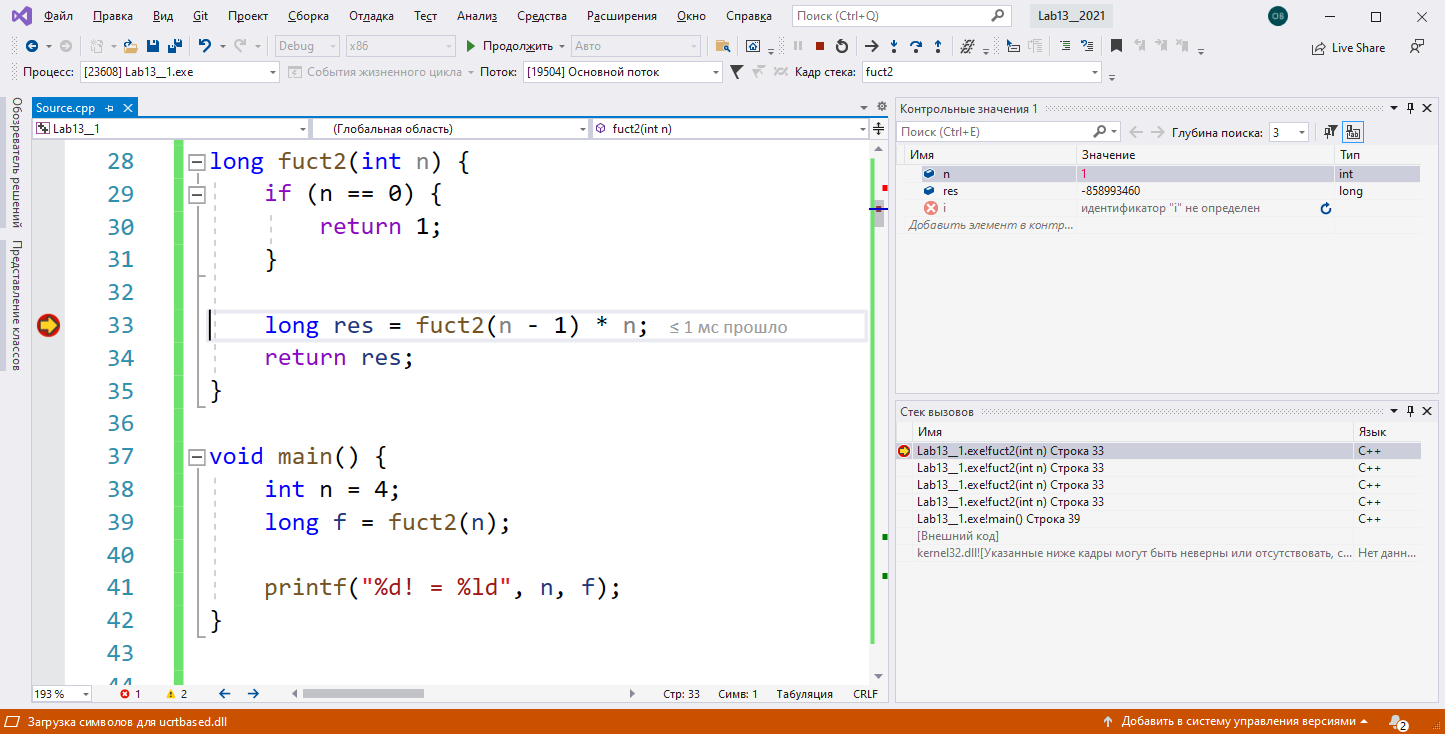 Файл Правка Вид Git Проект Сборка Отладка Тест Анализ Средства Расширения Окно Справка Поиск (Ctrl+Q) Lab13__2021 ОВ
Debug x86 Продолжить Авто Live Share
Процесс: [23608] Lab13__1.exe События жизненного цикла Поток: [19504] Основной поток Кадр стека: fuct2
Обозреватель решений
Представление классов
Source.cpp
Lab13__1 (Глобальная область) fuct2(int n)
28 long fuct2(int n) {
29 if (n == 0) {
30 return 1;
31 }
32
33 long res = fuct2(n - 1) * n; ≤ 1 мс прошло
34 return res;
35 }
36
37 void main() {
38 int n = 4;
39 long f = fuct2(n);
40
41 printf("%d! = %ld", n, f);
42 }
43
44
193 % 1 2 Стр: 33 Симв: 1 Табуляция CRLF
Контрольные значения 1
Поиск (Ctrl+E) Глубина поиска: 3
Имя Значение Тип
n 1 int
res -858993460 long
i идентификатор "i" не определен
Добавить элемент в контр...
Стек вызовов
Имя Язык
Lab13__1.exe!fuct2(int n) Строка 33 C++
Lab13__1.exe!fuct2(int n) Строка 33 C++
Lab13__1.exe!fuct2(int n) Строка 33 C++
Lab13__1.exe!fuct2(int n) Строка 33 C++
Lab13__1.exe!main() Строка 39 C++
[Внешний код]
kernel32.dll![Указанные ниже кадры могут быть неверны или отсутствовать, с... Нет данн...
Загрузка символов для ucrtbased.dll Добавить в систему управления версиями 2